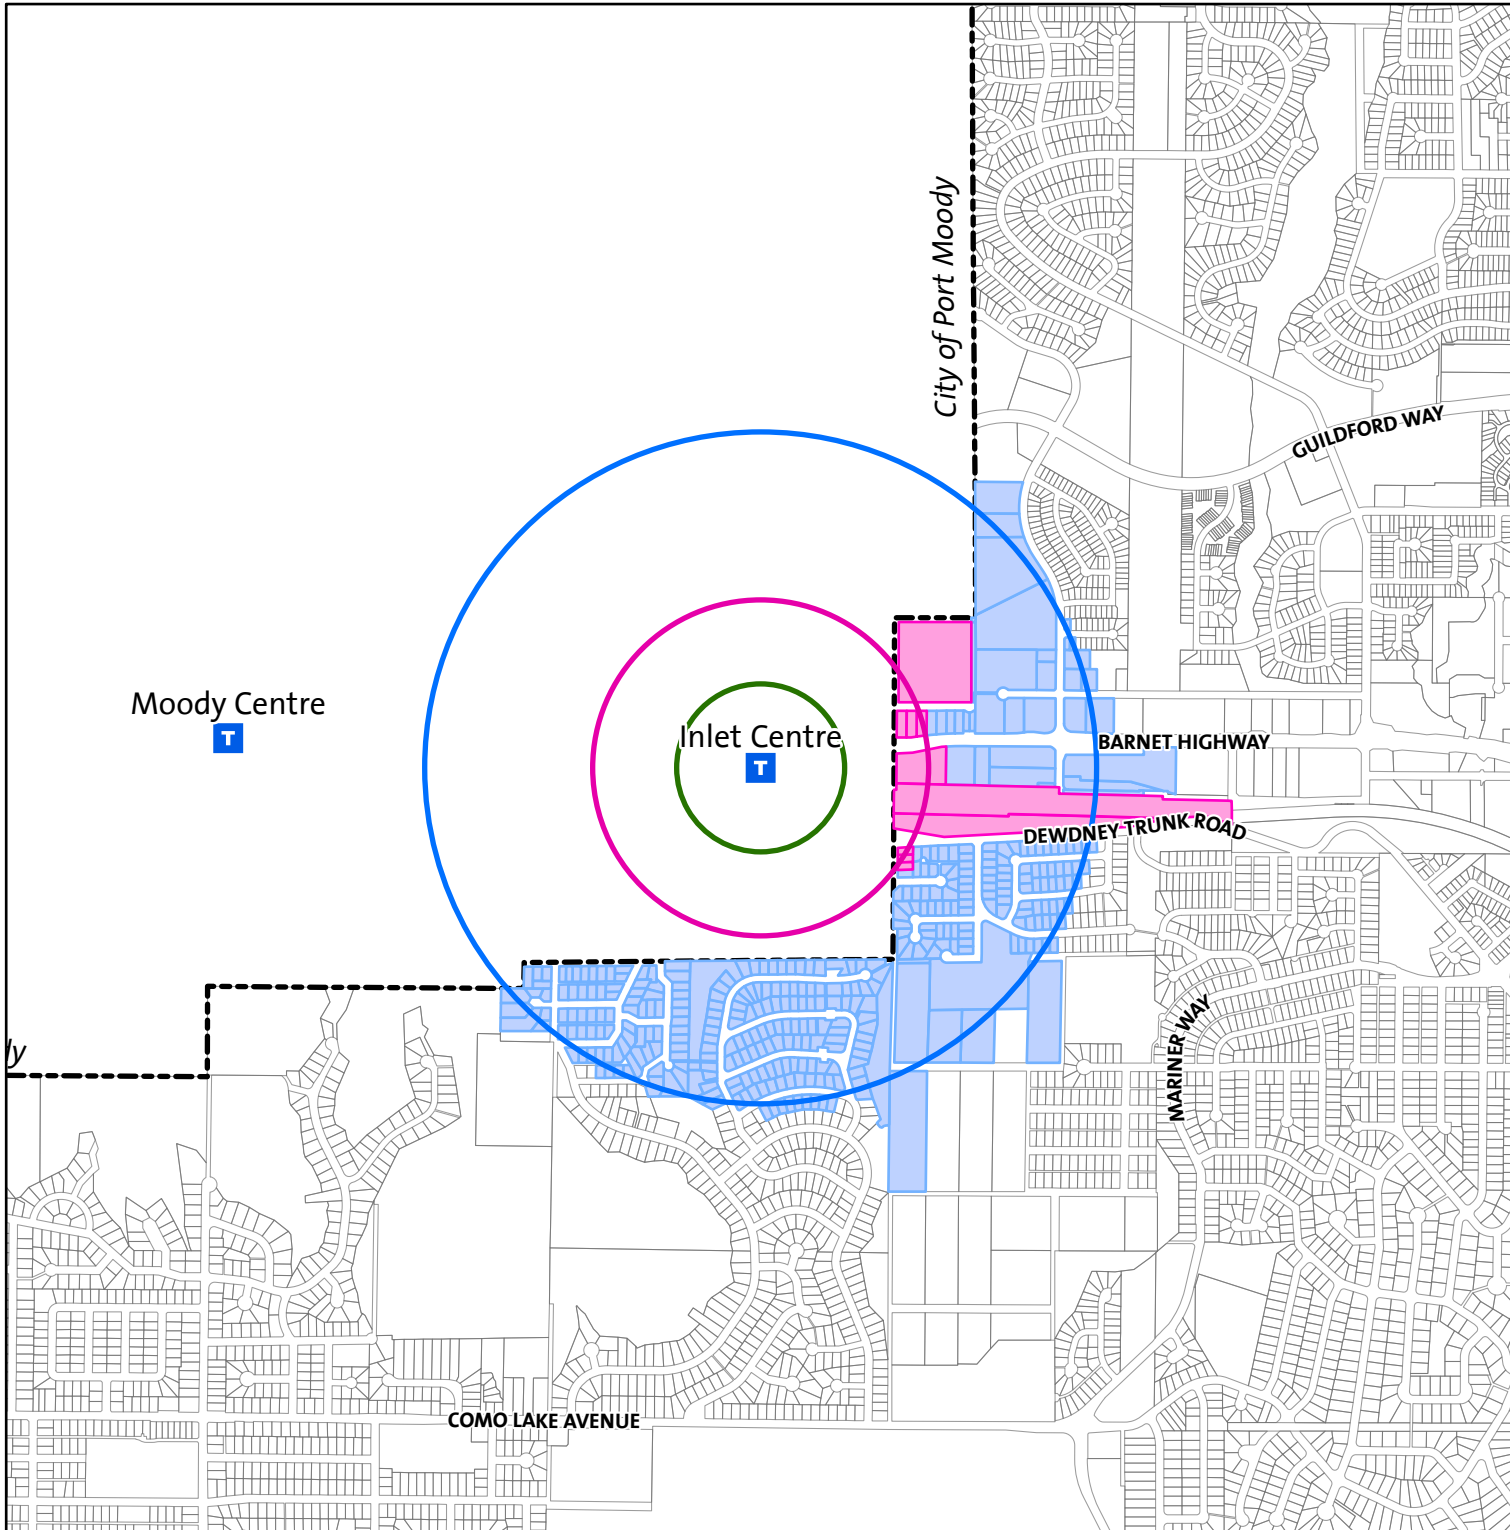 City of Port Moody
GUILDFORD WAY
Moody Centre
T
Inlet Centre
T
BARNET HIGHWAY
DEWDNEY TRUNK ROAD
MARINER WAY
COMO LAKE AVENUE